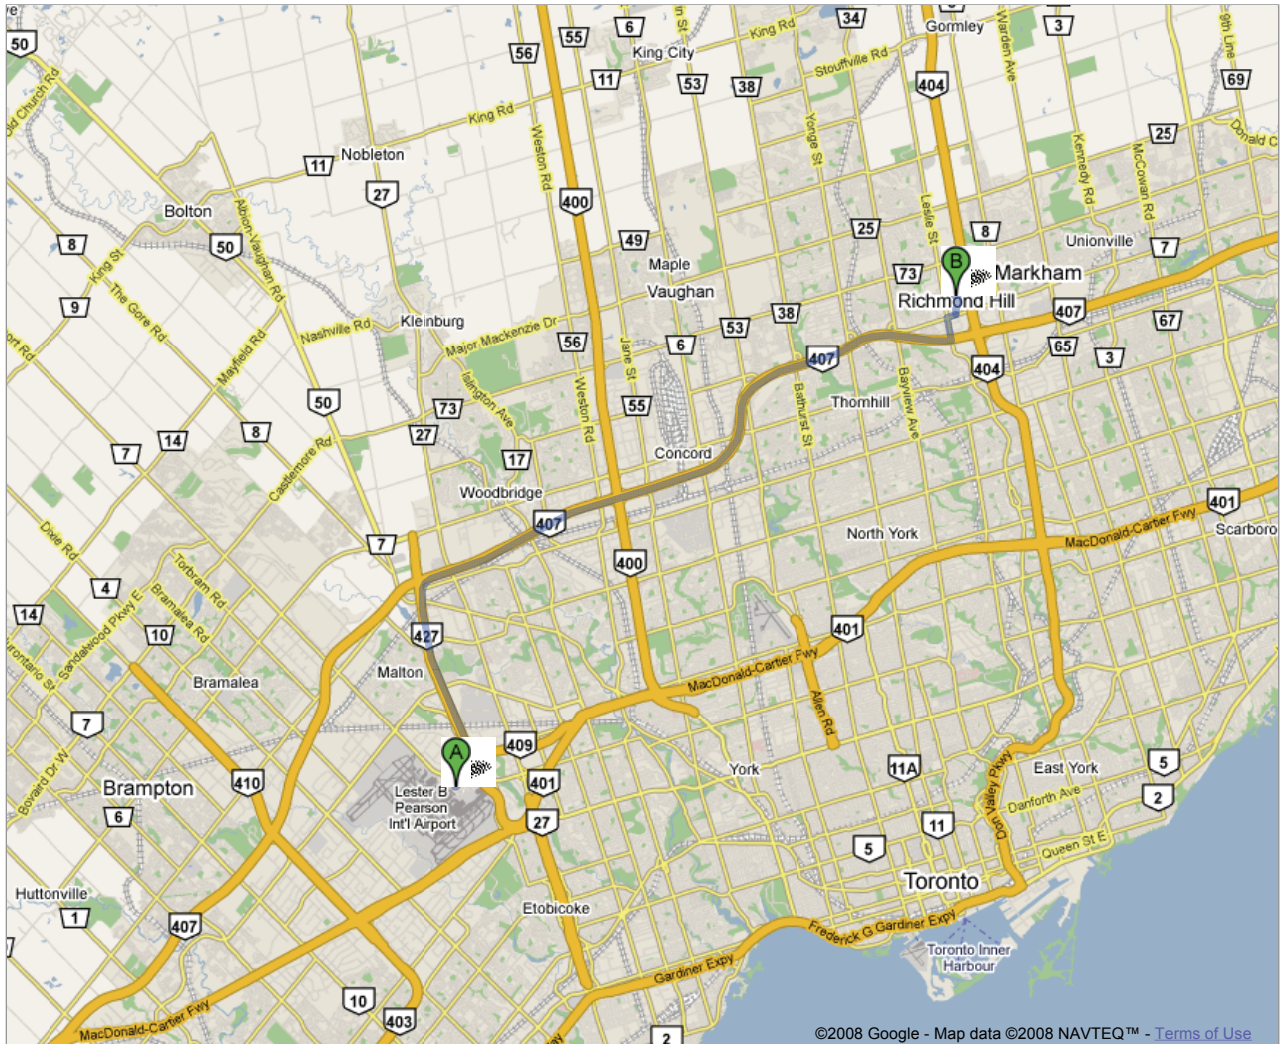 50
56
55
6
in St
34
Gormley
3
9th Line
King Rd
King City
Warden Ave
Stouffville Rd
11
53
38
404
69
Old Church Rd
King Rd
Weston Rd
Yonge St
25
Donald C
Nobleton
11
27
Kennedy Rd
McCowan Rd
400
Leslie St
Bolton
Albion-Vaughan Rd
8
50
49
25
8
Unionville
7
King St
Maple
B
73
Markham
Vaughan
Richmond Hill
9
The Gore Rd
Kleinburg
38
407
67
Nashville Rd
Major Mackenzie Dr
53
ort Rd
Mayfield Rd
56
6
407
65
3
Jane St
404
Islington Ave
Weston Rd
Bathurst St
Bayview Ave
50
73
55
Thornhill
14
8
27
7
Castlemore Rd
17
Concord
Woodbridge
401
407
MacDonald-Cartier Fwy
Scarboro
Dixie Rd
7
North York
400
Torbram Rd
4
Bramalea Rd
14
Sandalwood Pkwy E
10
427
401
urontario St
Malton
MacDonald-Cartier Fwy
Bramalea
Allen Rd
7
409
A
York
11A
Don Valley Pkwy
East York
5
Bovaird Dr W
Brampton
410
Lester B
Pearson
Int'l Airport
401
2
Danforth Ave
6
27
11
5
Queen St E
Huttonville
Toronto
1
Etobicoke
407
Frederick G Gardiner Expy
Toronto Inner
Harbour
Gardiner Expy
10
403
MacDonald-Cartier Fwy
2
©2008 Google - Map data ©2008 NAVTEQ™ - Terms of Use